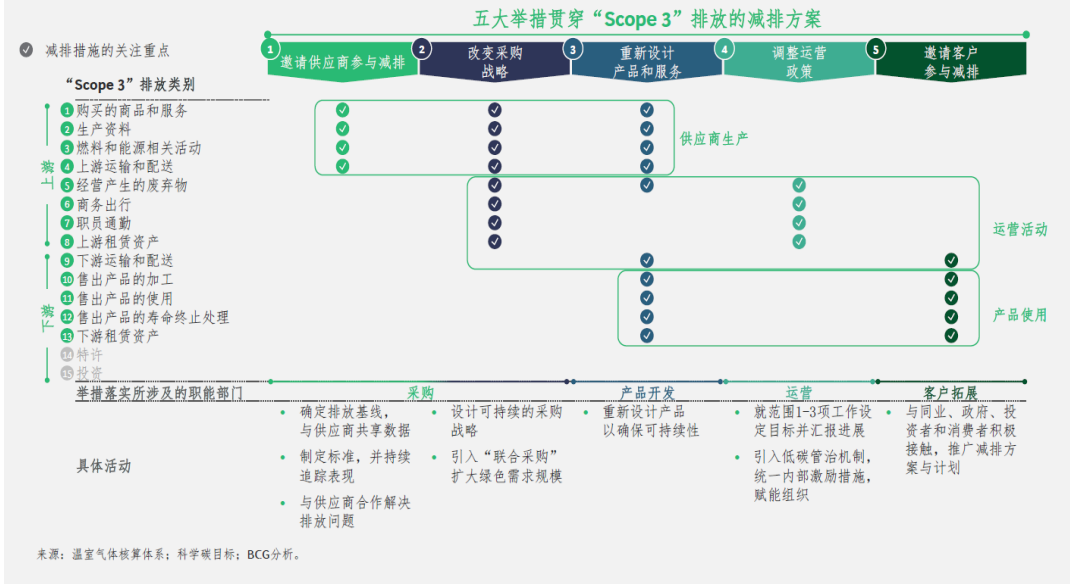 五大举措贯穿“Scope 3”排放的减排方案
减排措施的关注重点
1 邀请供应商参与减排
2 改变采购
战略
3 重新设计
产品和服务
4 调整运营
政策
5 邀请客户
参与减排
“Scope 3”排放类别
上游
1 购买的商品和服务
2 生产资料
3 燃料和能源相关活动
4 上游运输和配送
5 经营产生的废弃物
6 商务出行
7 职员通勤
8 上游租赁资产
下游
9 下游运输和配送
10 售出产品的加工
11 售出产品的使用
12 售出产品的寿命终止处理
13 下游租赁资产
14 特许
15 投资
供应商生产
运营活动
产品使用
举措落实所涉及的职能部门
采购
产品开发
运营
客户拓展
具体活动
• 确定排放基线，
与供应商共享数据
• 制定标准，并持续
追踪表现
• 与供应商合作解决
排放问题
• 设计可持续的采购
战略
• 引入“联合采购”
扩大绿色需求规模
• 重新设计产品
以确保可持续性
• 就范围1-3项工作设
定目标并汇报进展
• 引入低碳管治机制，
统一内部激励措施，
赋能组织
• 与同业、政府、投
资者和消费者积极
接触，推广减排方
案与计划
来源：温室气体核算体系；科学碳目标；BCG分析。